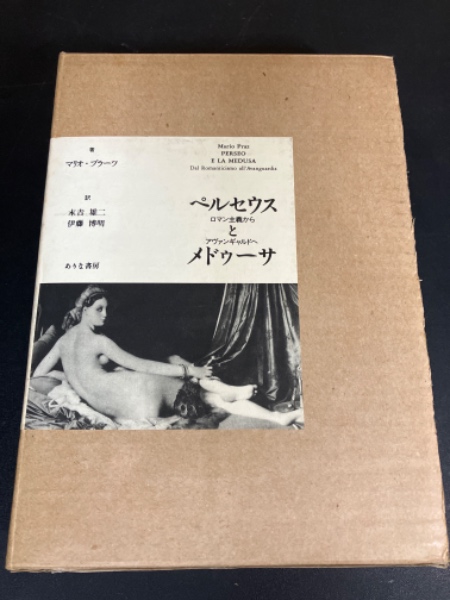 著
マリオ・プラーツ
訳
末吉 雄二
伊藤 博明
ありな書房
Mario Praz
PERSEO
E LA MEDUSA
Dal Romanticismo all'Avanguardia
ペルセウス
ロマン主義から
と
アヴァンギャルドへ
メドゥーサ